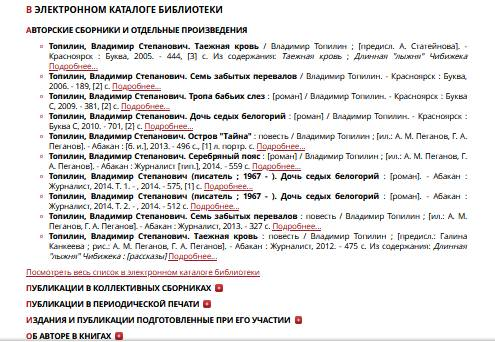 В ЭЛЕКТРОННОМ КАТАЛОГЕ БИБЛИОТЕКИ
АВТОРСКИЕ СБОРНИКИ И ОТДЕЛЬНЫЕ ПРОИЗВЕДЕНИЯ
Топилин, Владимир Степанович. Таежная кровь / Владимир Топилин ; [предисл. А. Статейнова]. -
Красноярск : Буква, 2005. - 444, [3] с. Из содержания: Таежная кровь ; Длинная "лыжня" Чибижека
Подробнее...
Топилин, Владимир Степанович. Семь забытых перевалов / Владимир Топилин. - Красноярск : Буква,
2006. - 189, [2] с. Подробнее...
Топилин, Владимир Степанович. Тропа бабьих слез : [роман] / Владимир Топилин. - Красноярск : Буква
С, 2009. - 381, [2] с. Подробнее...
Топилин, Владимир Степанович. Дочь седых белогорий : [роман] / Владимир Топилин. - Красноярск :
Буква С, 2010. - 701, [2] с. Подробнее...
Топилин, Владимир Степанович. Остров "Тайна" : повесть / Владимир Топилин ; [ил.: А. М. Пеганов, Г. А.
Пеганов]. - Абакан : [б. и.], 2013. - 496 с., [1] л. портр. с. Подробнее...
Топилин, Владимир Степанович. Серебряный пояс : [роман] / Владимир Топилин ; [ил.: А. М. Пеганов, Г.
А. Пеганов]. - Абакан : Журналист [тип.], 2014. - 559 с. Подробнее...
Топилин, Владимир Степанович (писатель ; 1967 - ). Дочь седых белогорий : [роман]. - Абакан :
Журналист, 2014. Т. 1. - , 2014. - 575, [1] с. Подробнее...
Топилин, Владимир Степанович (писатель ; 1967 - ). Дочь седых белогорий : [роман]. - Абакан :
Журналист, 2014. Т. 2. - , 2014. - 512 с. Подробнее...
Топилин, Владимир Степанович. Семь забытых перевалов : повесть / Владимир Топилин ; [ил.: А. М.
Пеганов, Г. А. Пеганов]. - Абакан : Журналист, 2013. - 327 с. Подробнее...
Топилин, Владимир Степанович. Таежная кровь : повесть / Владимир Топилин ; [предисл.: Галина
Канкеева ; рис.: А. М. Пеганов, Г. А. Пеганов]. - Абакан : Журналист, 2012. - 475 с. Из содержания: Длинная
"лыжня" Чибижека : [рассказы] Подробнее...
Посмотреть весь список в электронном каталоге библиотеки
ПУБЛИКАЦИИ В КОЛЛЕКТИВНЫХ СБОРНИКАХ
ПУБЛИКАЦИИ В ПЕРИОДИЧЕСКОЙ ПЕЧАТИ
ИЗДАНИЯ И ПУБЛИКАЦИИ ПОДГОТОВЛЕННЫЕ ПРИ ЕГО УЧАСТИИ
ОБ АВТОРЕ В КНИГАХ